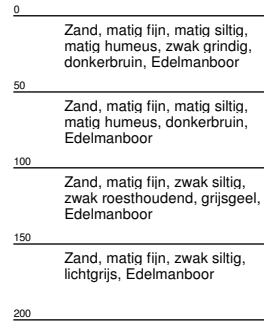 0
Zand, matig fijn, matig siltig,
matig humeus, zwak grindig,
donkerbruin, Edelmanboor
50
Zand, matig fijn, matig siltig,
matig humeus, donkerbruin,
Edelmanboor
100
Zand, matig fijn, zwak siltig,
zwak roesthoudend, grijsgeel,
Edelmanboor
150
Zand, matig fijn, zwak siltig,
lichtgrijs, Edelmanboor
200